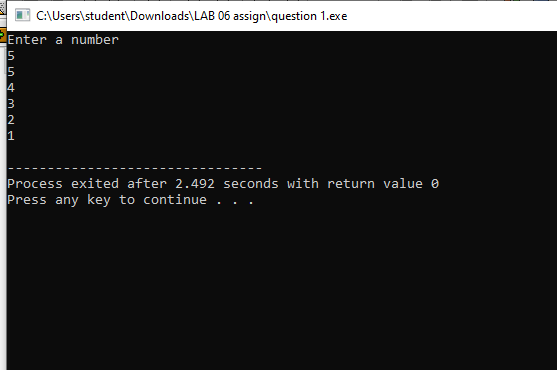 C:\Users\student\Downloads\LAB 06 assign\question 1.exe
Enter a number
5
5
4
3
2
1
--------------------------------
Process exited after 2.492 seconds with return value 0
Press any key to continue . . .